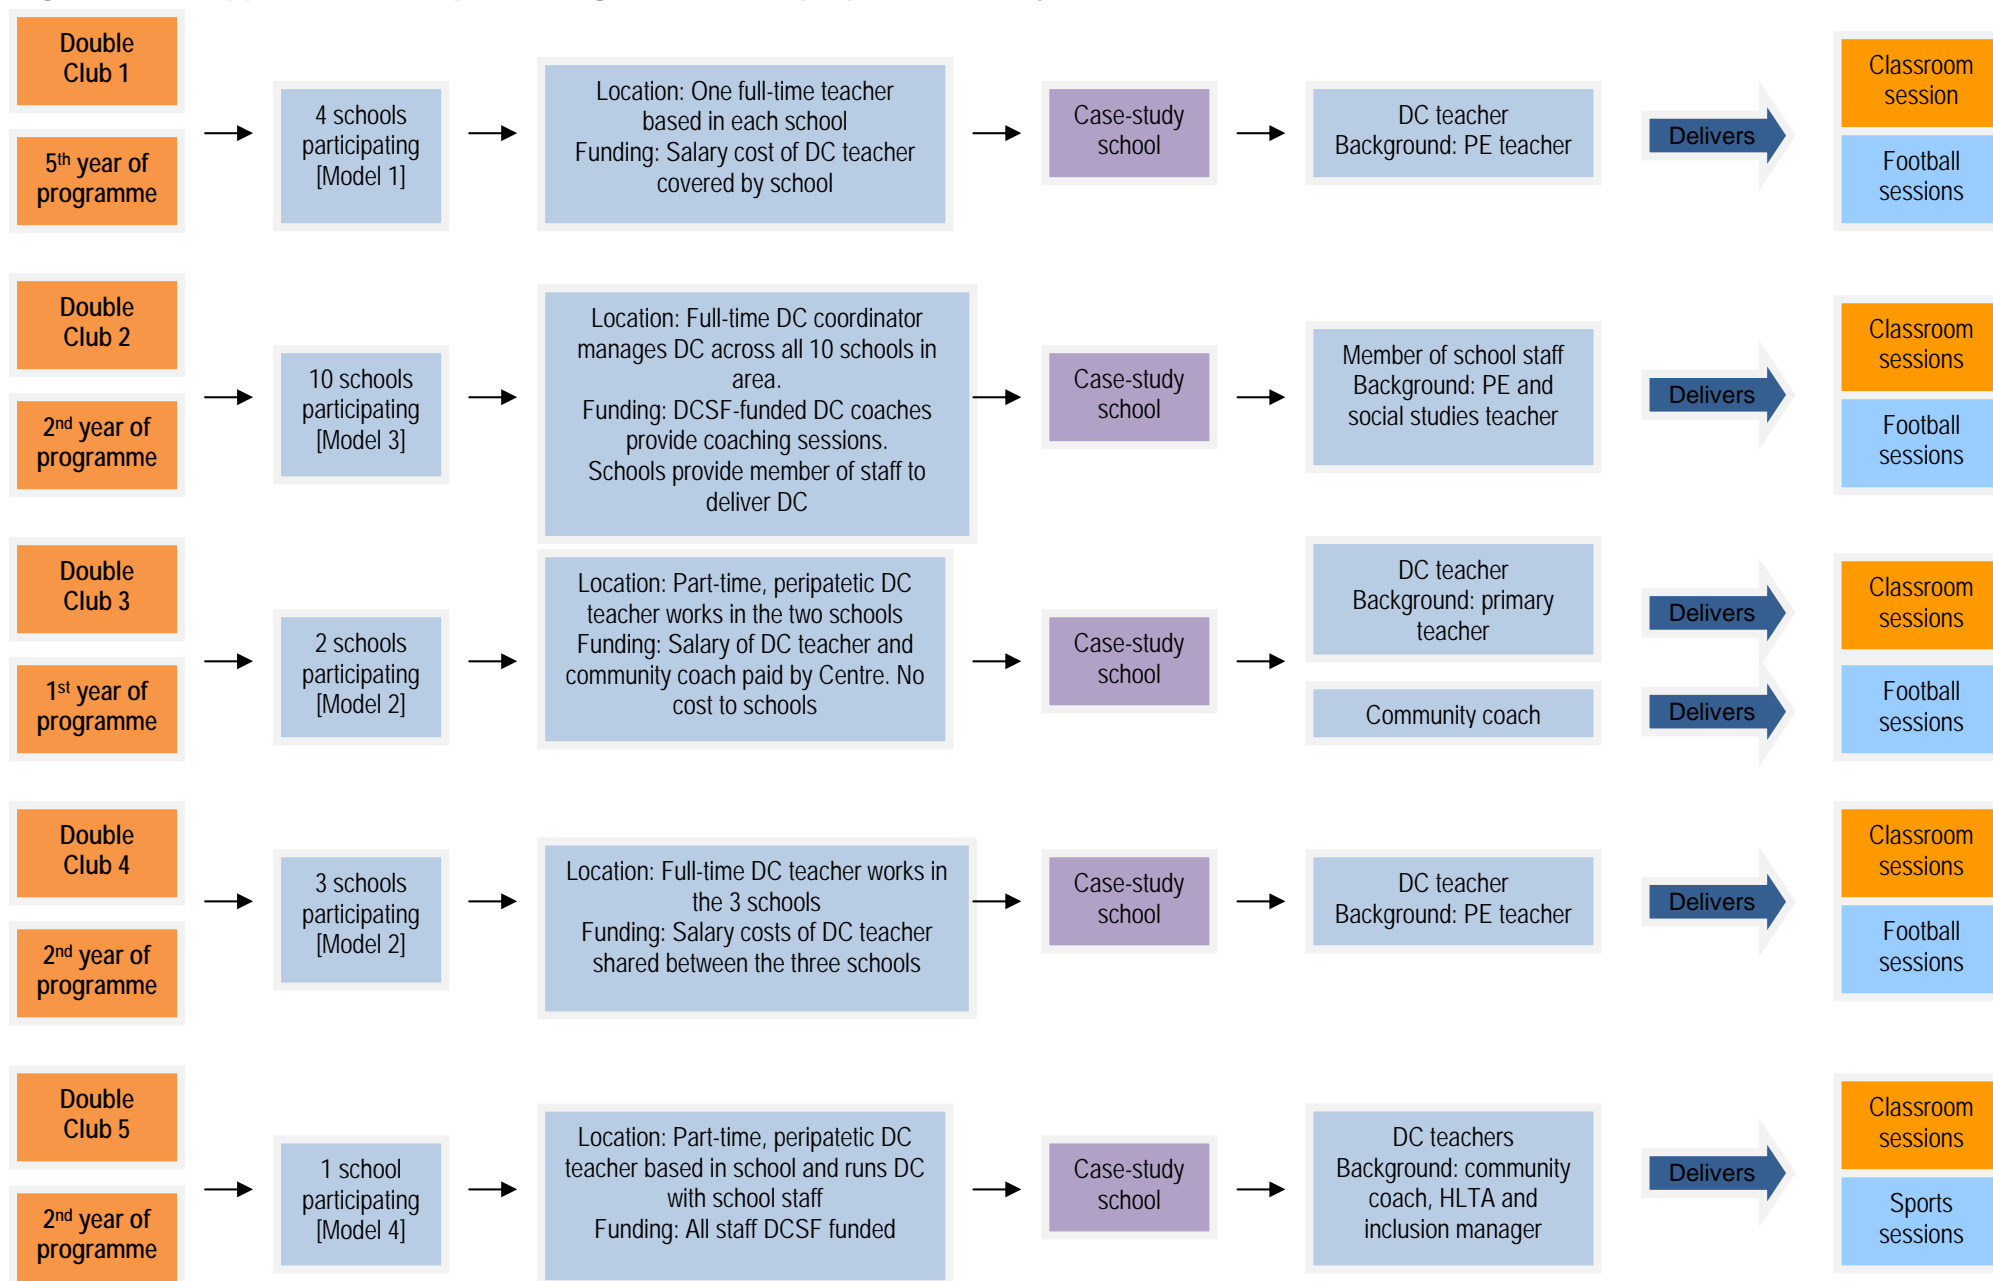 Double
Club 1
5th year of
programme
4 schools
participating
[Model 1]
Location: One full-time teacher
based in each school
Funding: Salary cost of DC teacher
covered by school
Case-study
school
DC teacher
Background: PE teacher
Delivers
Classroom
session
Football
sessions
Double
Club 2
2nd year of
programme
10 schools
participating
[Model 3]
Location: Full-time DC coordinator
manages DC across all 10 schools in
area.
Funding: DCSF-funded DC coaches
provide coaching sessions.
Schools provide member of staff to
deliver DC
Case-study
school
Member of school staff
Background: PE and
social studies teacher
Delivers
Classroom
sessions
Football
sessions
Double
Club 3
1st year of
programme
2 schools
participating
[Model 2]
Location: Part-time, peripatetic DC
teacher works in the two schools
Funding: Salary of DC teacher and
community coach paid by Centre. No
cost to schools
Case-study
school
DC teacher
Background: primary
teacher
Delivers
Classroom
sessions
Community coach
Delivers
Football
sessions
Double
Club 4
2nd year of
programme
3 schools
participating
[Model 2]
Location: Full-time DC teacher works in
the 3 schools
Funding: Salary costs of DC teacher
shared between the three schools
Case-study
school
DC teacher
Background: PE teacher
Delivers
Classroom
sessions
Football
sessions
Double
Club 5
2nd year of
programme
1 school
participating
[Model 4]
Location: Part-time, peripatetic DC
teacher based in school and runs DC
with school staff
Funding: All staff DCSF funded
Case-study
school
DC teachers
Background: community
coach, HLTA and
inclusion manager
Delivers
Classroom
sessions
Sports
sessions